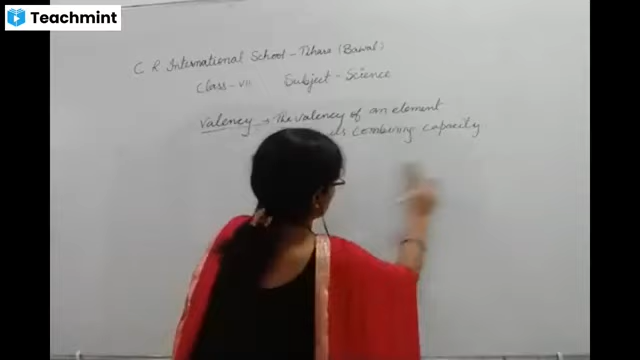 Teachmint
C R International School - Tihara (Bawal)
Class - VII Subject - Science
Valency → The valency of an element
its combining capacity